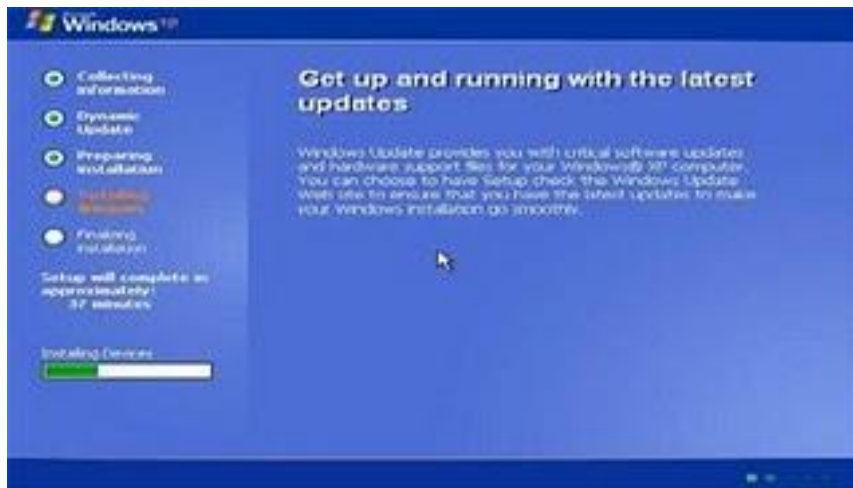 Windows XP
Collecting
information
Dynamic
Update
Preparing
installation
Installing
Windows
Finalizing
installation
Setup will complete in
approximately:
37 minutes
Installing Devices
Get up and running with the latest
updates
Windows Update provides you with critical software updates
and hardware support files for your Windows® XP computer.
You can choose to have Setup check the Windows Update
Web site to ensure that you have the latest updates to make
your Windows installation go smoothly.